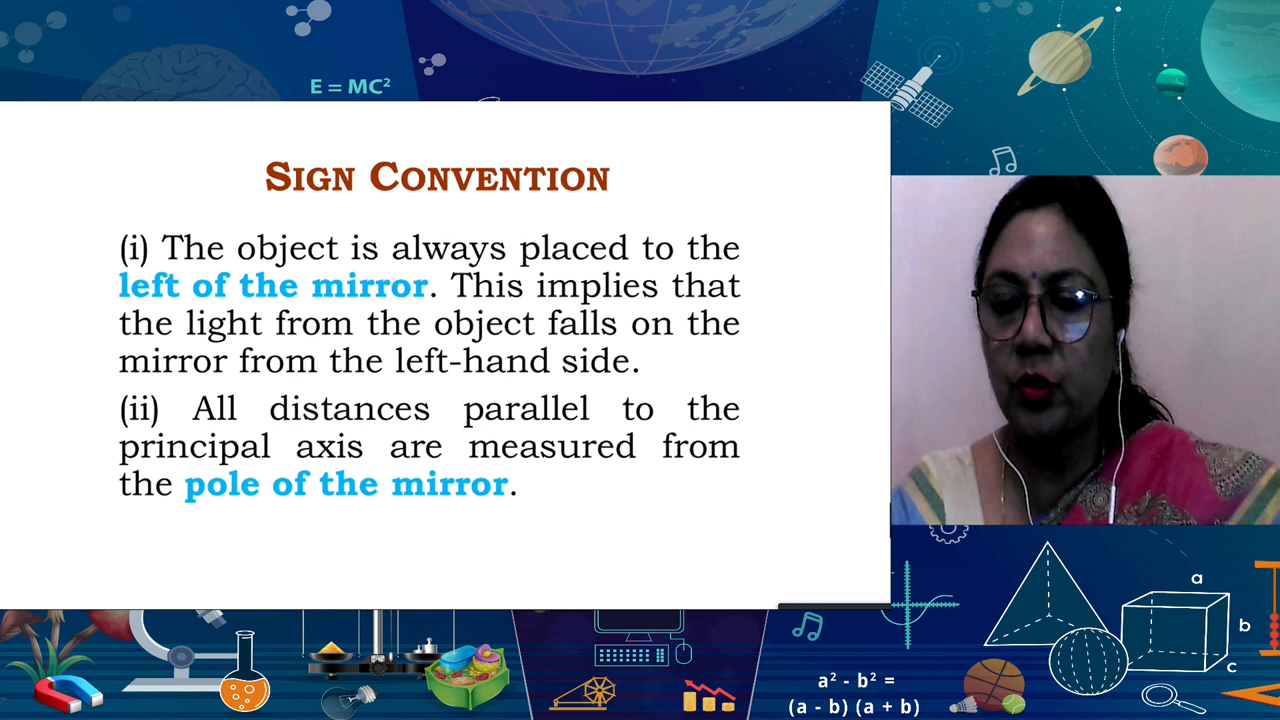 E = MC²
SIGN CONVENTION
(i) The object is always placed to the
left of the mirror. This implies that
the light from the object falls on the
mirror from the left-hand side.
(ii) All distances parallel to the
principal axis are measured from
the pole of the mirror.
a
b
c
a² - b² =
(a - b) (a + b)